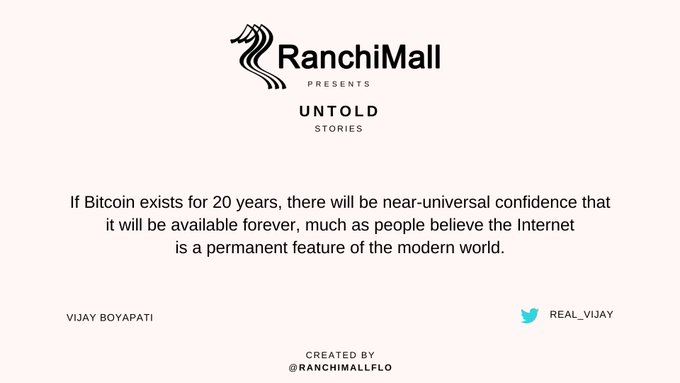 RanchiMall
PRESENTS
UNTOLD
STORIES
If Bitcoin exists for 20 years, there will be near-universal confidence that
it will be available forever, much as people believe the Internet
is a permanent feature of the modern world.
VIJAY BOYAPATI
REAL_VIJAY
CREATED BY
@RANCHIMALLFLO